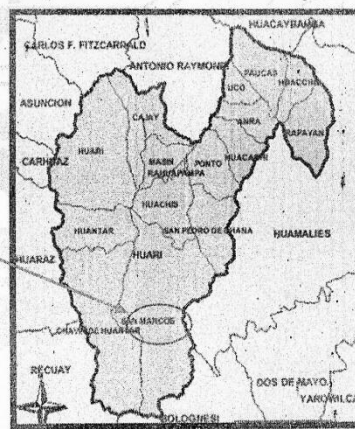 HUACAYBAMBA
CARLOS F. FITZCARRALD
ANTONIO RAYMONDI
PAUCAS
HUACCHIS
UCO
ASUNCION
CAJAY
ANRA
RAPAYAN
HUARI
MASIN
PONTO
HUACACHI
CARHUAZ
RAHUAPAMPA
HUACHIS
HUANTAR
SAN PEDRO DE CHANA
HUAMALIES
HUARI
HUARAZ
SAN MARCOS
CHAVIN DE HUANTAR
RECUAY
DOS DE MAYO
YAROWILCA
BOLOGNESI